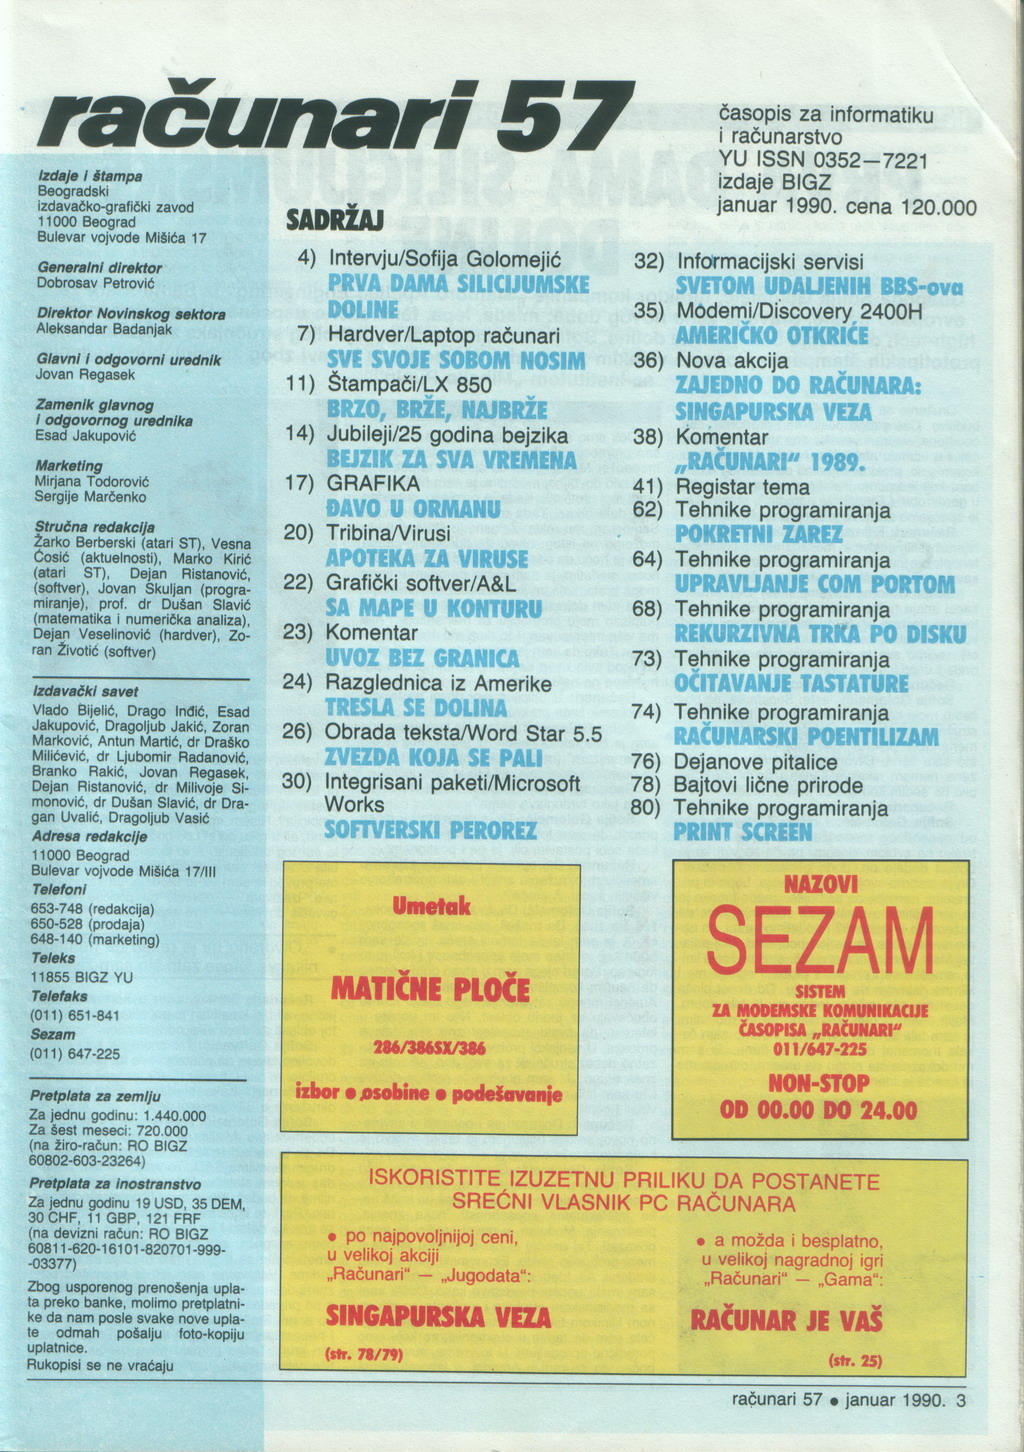 računari 57
časopis za informatiku
i računarstvo
YU ISSN 0352—7221
izdaje BIGZ
januar 1990. cena 120.000
Izdaje i štampa
Beogradski
izdavačko-grafički zavod
11000 Beograd
Bulevar vojvode Mišića 17
Generalni direktor
Dobrosav Petrović
Direktor Novinskog sektora
Aleksandar Badanjak
Glavni i odgovorni urednik
Jovan Regasek
Zamenik glavnog
i odgovornog urednika
Esad Jakupović
Marketing
Mirjana Todorović
Sergije Marčenko
Stručna redakcija
Žarko Berberski (atari ST), Vesna
Ćosić (aktuelnosti), Marko Kirić
(atari ST), Dejan Ristanović,
(softver), Jovan Skuljan (progra-
miranje), prof. dr Dušan Slavić
(matematika i numerička analiza),
Dejan Veselinović (hardver), Zo-
ran Životić (softver)
Izdavački savet
Vlado Bijelić, Drago Inđić, Esad
Jakupović, Dragoljub Jakić, Zoran
Marković, Antun Martić, dr Draško
Milićević, dr Ljubomir Radanović,
Branko Rakić, Jovan Regasek,
Dejan Ristanović, dr Milivoje Si-
monović, dr Dušan Slavić, dr Dra-
gan Uvalić, Dragoljub Vasić
Adresa redakcije
11000 Beograd
Bulevar vojvode Mišića 17/III
Telefoni
653-748 (redakcija)
650-528 (prodaja)
648-140 (marketing)
Teleks
11855 BIGZ YU
Telefaks
(011) 651-841
Sezam
(011) 647-225
Pretplata za zemlju
Za jednu godinu: 1.440.000
Za šest meseci: 720.000
(na žiro-račun: RO BIGZ
60802-603-23264)
Pretplata za inostranstvo
Za jednu godinu 19 USD, 35 DEM,
30 CHF, 11 GBP, 121 FRF
(na devizni račun: RO BIGZ
60811-620-16101-820701-999-
-03377)
Zbog usporenog prenošenja upla-
ta preko banke, molimo pretplatni-
ke da nam posle svake nove upla-
te odmah pošalju foto-kopiju
uplatnice.
Rukopisi se ne vraćaju
SADRŽAJ
4) Intervju/Sofija Golomejić
PRVA DAMA SILICIJUMSKE
DOLINE
7) Hardver/Laptop računari
SVE SVOJE SOBOM NOSIM
11) Štampači/LX 850
BRZO, BRŽE, NAJBRŽE
14) Jubileji/25 godina bejzika
BEJZIK ZA SVA VREMENA
17) GRAFIKA
ĐAVO U ORMANU
20) Tribina/Virusi
APOTEKA ZA VIRUSE
22) Grafički softver/A&L
SA MAPE U KONTURU
23) Komentar
UVOZ BEZ GRANICA
24) Razglednica iz Amerike
TRESLA SE DOLINA
26) Obrada teksta/Word Star 5.5
ZVEZDA KOJA SE PALI
30) Integrisani paketi/Microsoft
Works
SOFTVERSKI PEROREZ
32) Informacijski servisi
SVETOM UDALJENIH BBS-ova
35) Modemi/Discovery 2400H
AMERIČKO OTKRIĆE
36) Nova akcija
ZAJEDNO DO RAČUNARA:
SINGAPURSKA VEZA
38) Komentar
„RAČUNARI" 1989.
41) Registar tema
62) Tehnike programiranja
POKRETNI ZAREZ
64) Tehnike programiranja
UPRAVLJANJE COM PORTOM
68) Tehnike programiranja
REKURZIVNA TRKA PO DISKU
73) Tehnike programiranja
OČITAVANJE TASTATURE
74) Tehnike programiranja
RAČUNARSKI POENTILIZAM
76) Dejanove pitalice
78) Bajtovi lične prirode
80) Tehnike programiranja
PRINT SCREEN
Umetak
MATIČNE PLOČE
286/386SX/386
izbor ● osobine ● podešavanje
NAZOVI
SEZAM
SISTEM
ZA MODEMSKE KOMUNIKACIJE
ČASOPISA „RAČUNARI"
011/647-225
NON-STOP
OD 00.00 DO 24.00
ISKORISTITE IZUZETNU PRILIKU DA POSTANETE
SREĆNI VLASNIK PC RAČUNARA
● po najpovoljnijoj ceni,
u velikoj akciji
„Računari" — „Jugodata":
SINGAPURSKA VEZA
(str. 78/79)
● a možda i besplatno,
u velikoj nagradnoj igri
„Računari" — „Gama":
RAČUNAR JE VAŠ
(str. 25)
računari 57 ● januar 1990. 3